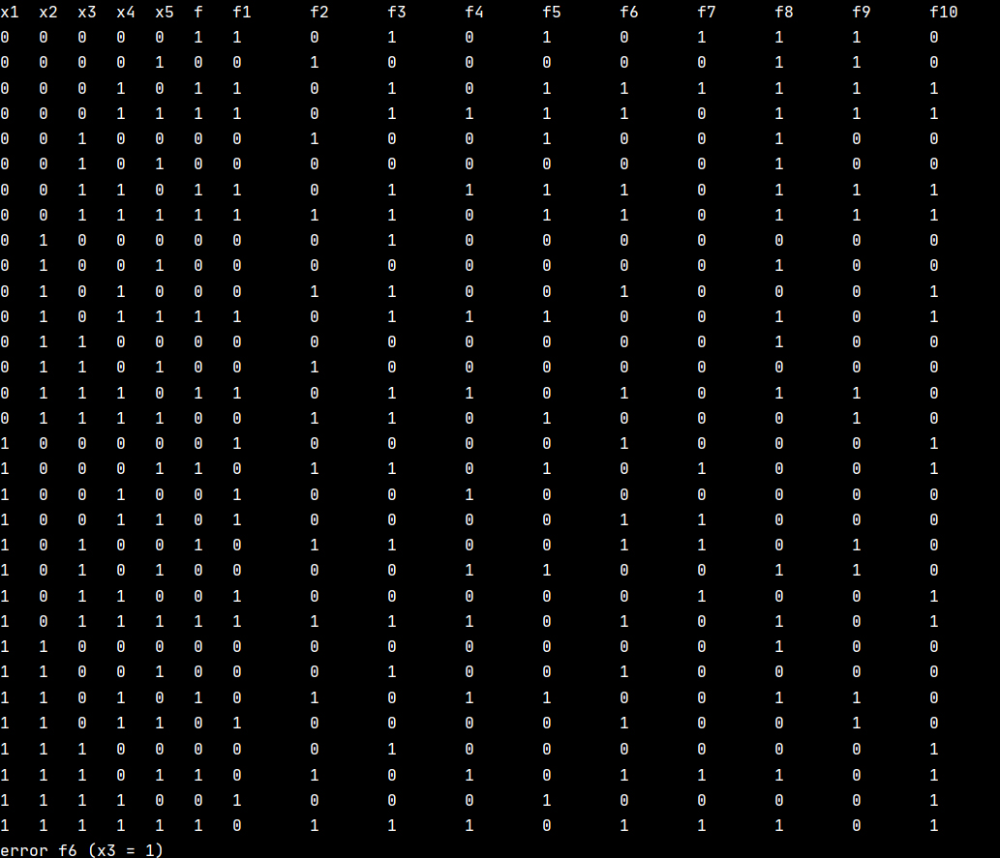 x1 x2 x3 x4 x5 f f1 f2 f3 f4 f5 f6 f7 f8 f9 f10
0 0 0 0 0 1 1 0 1 0 1 0 1 1 1 0
0 0 0 0 1 0 0 1 0 0 0 0 0 1 1 0
0 0 0 1 0 1 1 0 1 0 1 1 1 1 1 1
0 0 0 1 1 1 1 0 1 1 1 1 0 1 1 1
0 0 1 0 0 0 0 1 0 0 1 0 0 1 0 0
0 0 1 0 1 0 0 0 0 0 0 0 0 1 0 0
0 0 1 1 0 1 1 0 1 1 1 1 0 1 1 1
0 0 1 1 1 1 1 1 1 0 1 1 0 1 1 1
0 1 0 0 0 0 0 0 1 0 0 0 0 0 0 0
0 1 0 0 1 0 0 0 0 0 0 0 0 1 0 0
0 1 0 1 0 0 0 1 1 0 0 1 0 0 0 1
0 1 0 1 1 1 1 0 1 1 1 0 0 1 0 1
0 1 1 0 0 0 0 0 0 0 0 0 0 1 0 0
0 1 1 0 1 0 0 1 0 0 0 0 0 0 0 0
0 1 1 1 0 1 1 0 1 1 0 1 0 1 1 0
0 1 1 1 1 0 0 1 1 0 1 0 0 0 1 0
1 0 0 0 0 0 1 0 0 0 0 1 0 0 0 1
1 0 0 0 1 1 0 1 1 0 1 0 1 0 0 1
1 0 0 1 0 0 1 0 0 1 0 0 0 0 0 0
1 0 0 1 1 0 1 0 0 0 0 1 1 0 0 0
1 0 1 0 0 1 0 1 1 0 0 1 1 0 1 0
1 0 1 0 1 0 0 0 0 1 1 0 0 1 1 0
1 0 1 1 0 0 1 0 0 0 0 0 1 0 0 1
1 0 1 1 1 1 1 1 1 1 0 1 0 1 0 1
1 1 0 0 0 0 0 0 0 0 0 0 0 1 0 0
1 1 0 0 1 0 0 0 1 0 0 1 0 0 0 0
1 1 0 1 0 1 0 1 0 1 1 0 0 1 1 0
1 1 0 1 1 0 1 0 0 0 0 1 0 0 1 0
1 1 1 0 0 0 0 0 1 0 0 0 0 0 0 1
1 1 1 0 1 1 0 1 0 1 0 1 1 1 0 1
1 1 1 1 0 0 1 0 0 0 1 0 0 0 0 1
1 1 1 1 1 1 0 1 1 1 0 1 1 1 0 1
error f6 (x3 = 1)